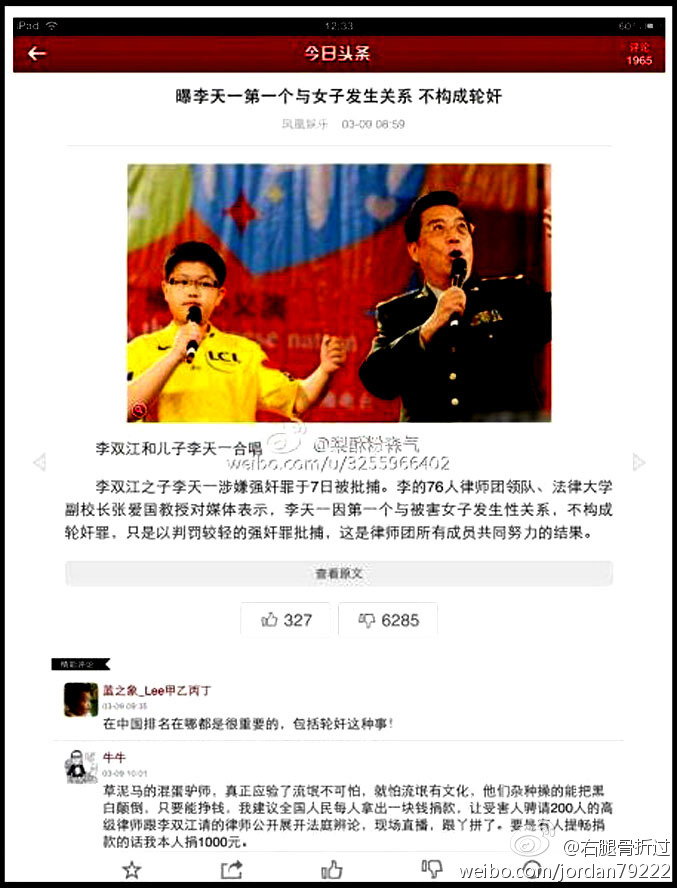 iPad
12:33
60%
今日头条
评论
1965
曝李天一第一个与女子发生关系 不构成轮奸
凤凰娱乐 03-09 08:59
LCL
nese nation
李双江和儿子李天一合唱
@梨酥粉淼气
weibo.com/u/3255966402
李双江之子李天一涉嫌强奸罪于7日被批捕。李的76人律师团领队、法律大学
副校长张爱国教授对媒体表示，李天一因第一个与被害女子发生性关系，不构成
轮奸罪，只是以判罚较轻的强奸罪批捕，这是律师团所有成员共同努力的结果。
查看原文
327
6285
精彩评论
蓝之象_Lee甲乙丙丁
03-09 09:35
在中国排名在哪都是很重要的，包括轮奸这种事！
牛牛
03-09 10:01
草泥马的混蛋驴师，真正应验了流氓不可怕，就怕流氓有文化，他们杂种操的能把黑
白颠倒，只要能挣钱，我建议全国人民每人拿出一块钱捐款，让受害人聘请200人的高
级律师跟李双江请的律师公开展开法庭辨论，现场直播，跟丫拼了。要是有人提畅捐
款的话我本人捐1000元。
@右腿骨折过
weibo.com/jordan79222